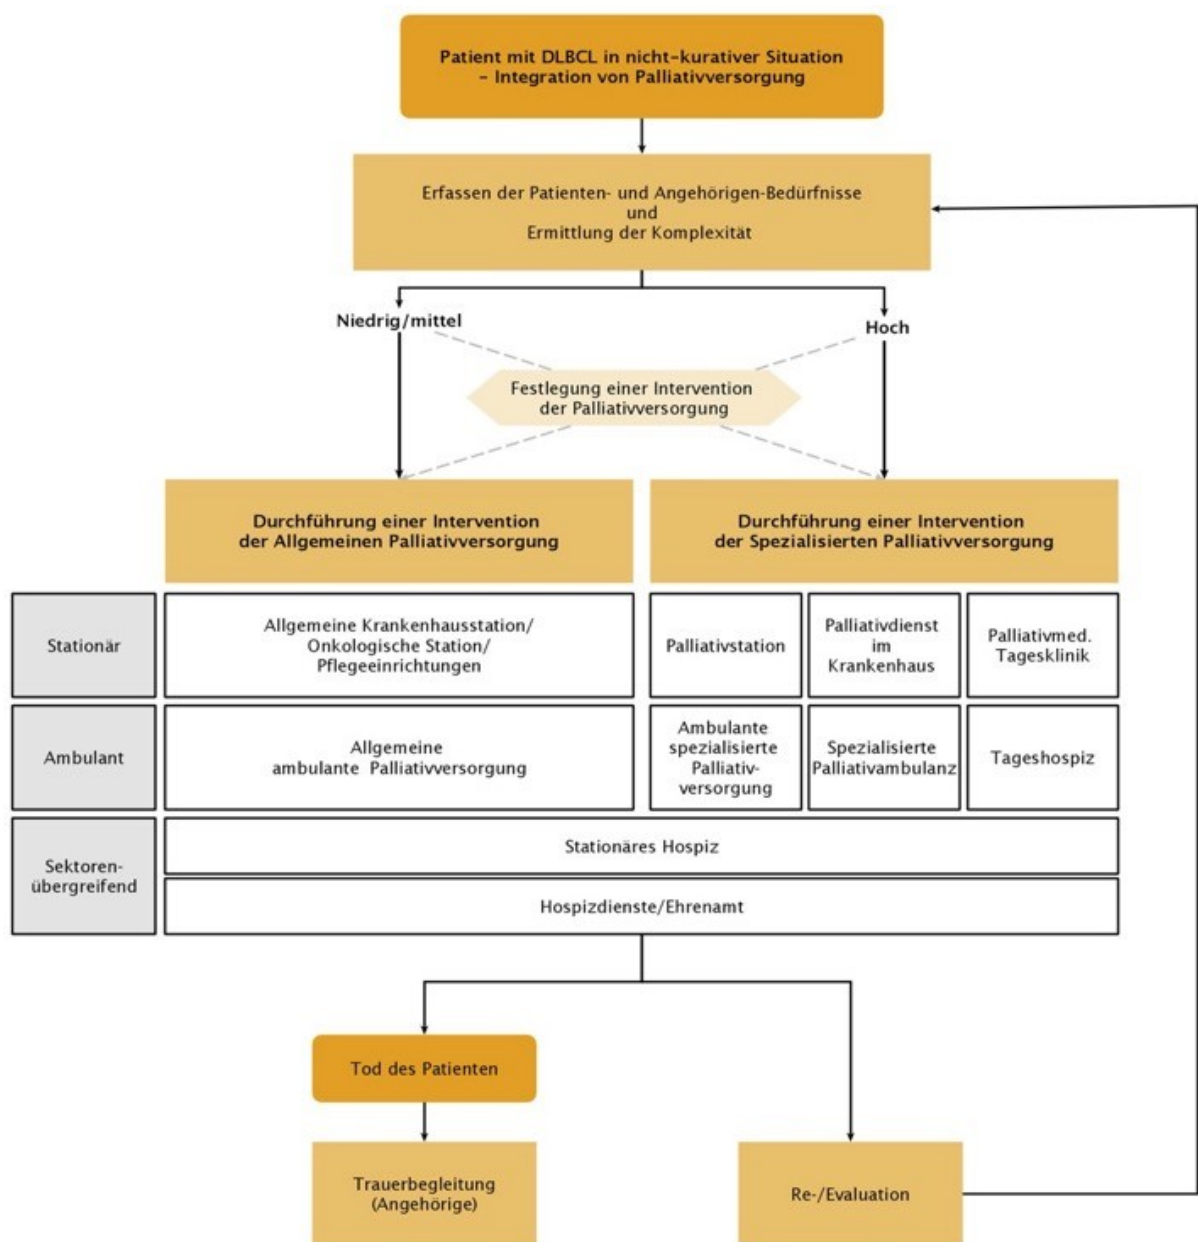 Patient mit DLBCL in nicht-kurativer Situation
– Integration von Palliativversorgung
Erfassen der Patienten- und Angehörigen-Bedürfnisse
und
Ermittlung der Komplexität
Niedrig/mittel
Hoch
Festlegung einer Intervention
der Palliativversorgung
Durchführung einer Intervention
der Allgemeinen Palliativversorgung
Durchführung einer Intervention
der Spezialisierten Palliativversorgung
Stationär
Allgemeine Krankenhausstation/
Onkologische Station/
Pflegeeinrichtungen
Palliativstation
Palliativdienst
im
Krankenhaus
Palliativmed.
Tagesklinik
Ambulant
Allgemeine
ambulante Palliativversorgung
Ambulante
spezialisierte
Palliativ-
versorgung
Spezialisierte
Palliativambulanz
Tageshospiz
Sektoren-
übergreifend
Stationäres Hospiz
Hospizdienste/Ehrenamt
Tod des Patienten
Trauerbegleitung
(Angehörige)
Re-/Evaluation